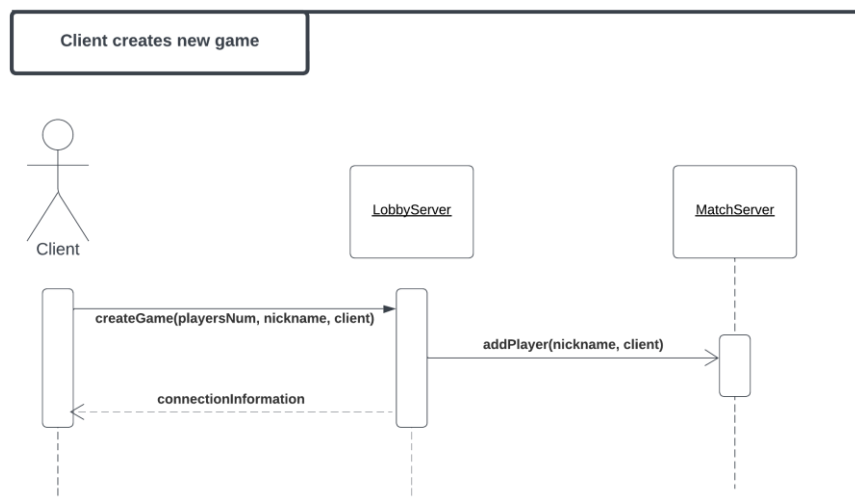 Client creates new game
LobbyServer
MatchServer
Client
createGame(playersNum, nickname, client)
addPlayer(nickname, client)
connectionInformation